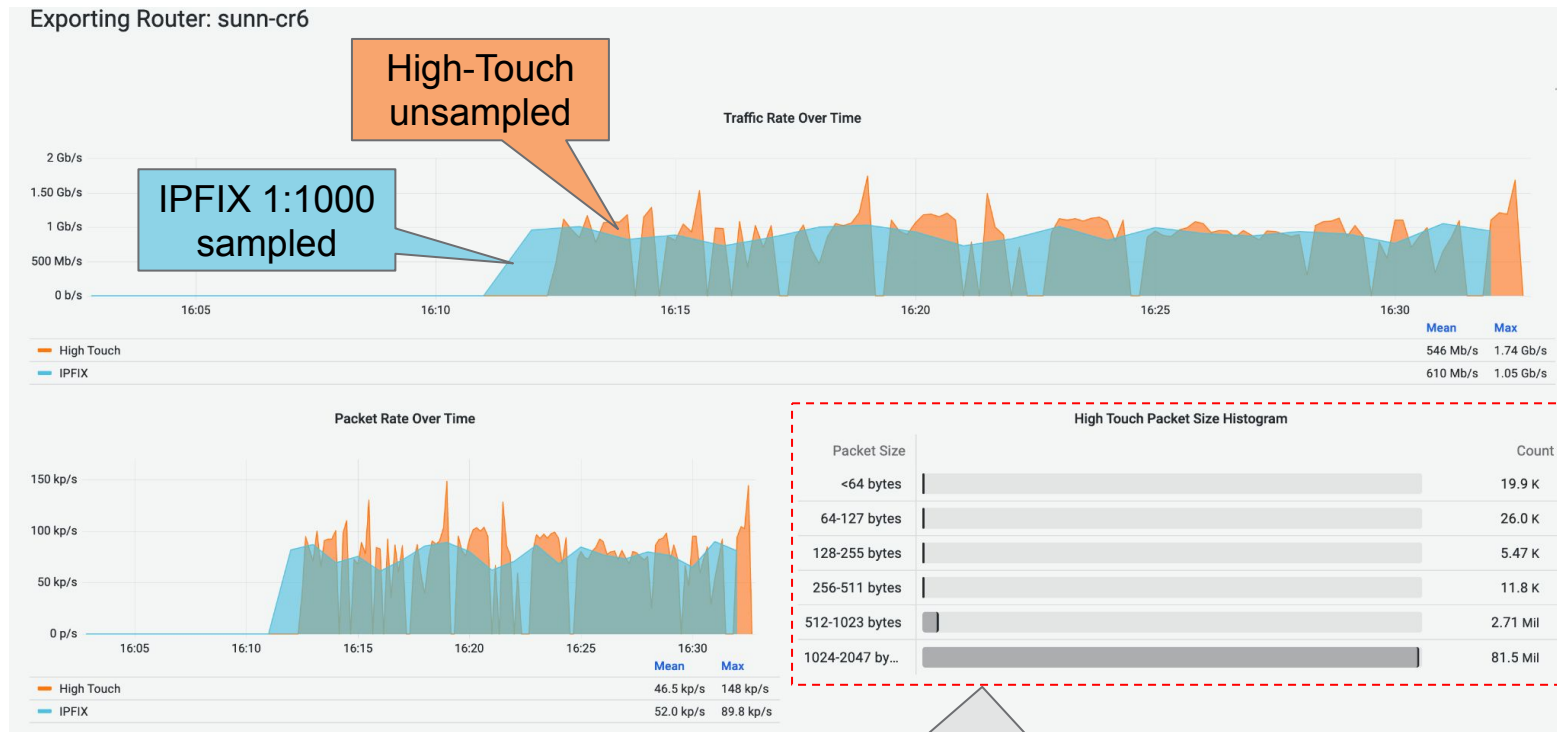 Exporting Router: sunn-cr6
High-Touch
unsampled
Traffic Rate Over Time
IPFIX 1:1000
sampled
2 Gb/s
1.50 Gb/s
1 Gb/s
500 Mb/s
0 b/s
16:05 16:10 16:15 16:20 16:25 16:30
Mean Max
High Touch 546 Mb/s 1.74 Gb/s
IPFIX 610 Mb/s 1.05 Gb/s
Packet Rate Over Time
150 kp/s
100 kp/s
50 kp/s
0 p/s
16:05 16:10 16:15 16:20 16:25 16:30
Mean Max
High Touch 46.5 kp/s 148 kp/s
IPFIX 52.0 kp/s 89.8 kp/s
High Touch Packet Size Histogram
Packet Size Count
<64 bytes 19.9 K
64-127 bytes 26.0 K
128-255 bytes 5.47 K
256-511 bytes 11.8 K
512-1023 bytes 2.71 Mil
1024-2047 by... 81.5 Mil